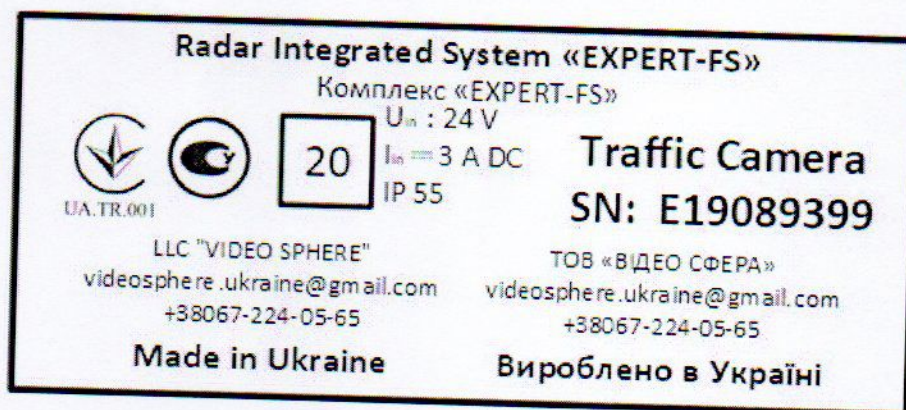 Radar Integrated System «EXPERT-FS»
Комплекс «EXPERT-FS»
UA.TR.001
20
U in : 24 V
I in = 3 A DC
IP 55
Traffic Camera
SN: E19089399
LLC "VIDEO SPHERE"
videosphere.ukraine@gmail.com
+38067-224-05-65
Made in Ukraine
ТОВ «ВІДЕО СФЕРА»
videosphere.ukraine@gmail.com
+38067-224-05-65
Вироблено в Україні